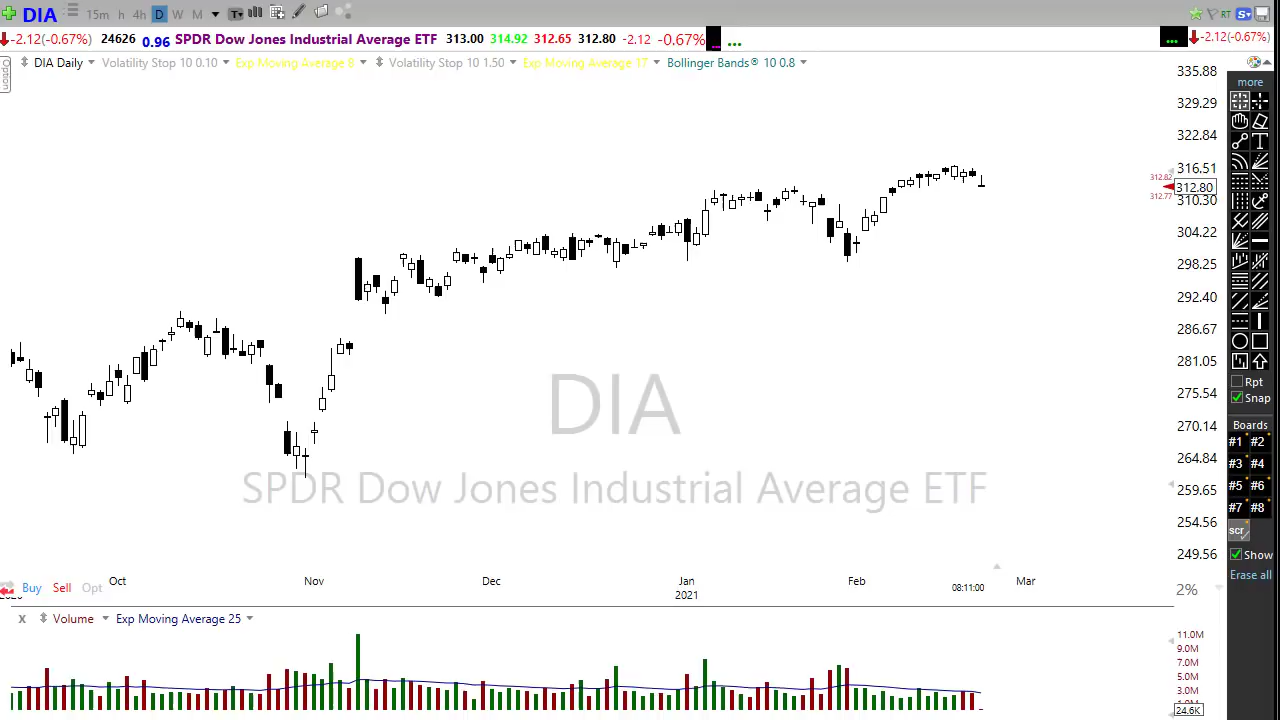 DIA 15m h 4h D W M T RT S
-2.12(-0.67%) 24626 0.96 SPDR Dow Jones Industrial Average ETF 313.00 314.92 312.65 312.80 -2.12 -0.67% ... ... -2.12(-0.67%)
Option
DIA Daily Volatility Stop 10 0.10 Exp Moving Average 8 Volatility Stop 10 1.50 Exp Moving Average 17 Bollinger Bands® 10 0.8
335.88
329.29
322.84
316.51
312.82
312.80
312.77
310.30
304.22
298.25
292.40
286.67
281.05
275.54
270.14
264.84
259.65
254.56
249.56
more
T
Rpt
Snap
Boards
#1 #2
#3 #4
#5 #6
#7 #8
scr
Show
Erase all
DIA
SPDR Dow Jones Industrial Average ETF
Buy Sell Opt
Oct Nov Dec Jan Feb Mar
2021
08:11:00
2%
X Volume Exp Moving Average 25
11.0M
9.0M
7.0M
5.0M
3.0M
24.6K